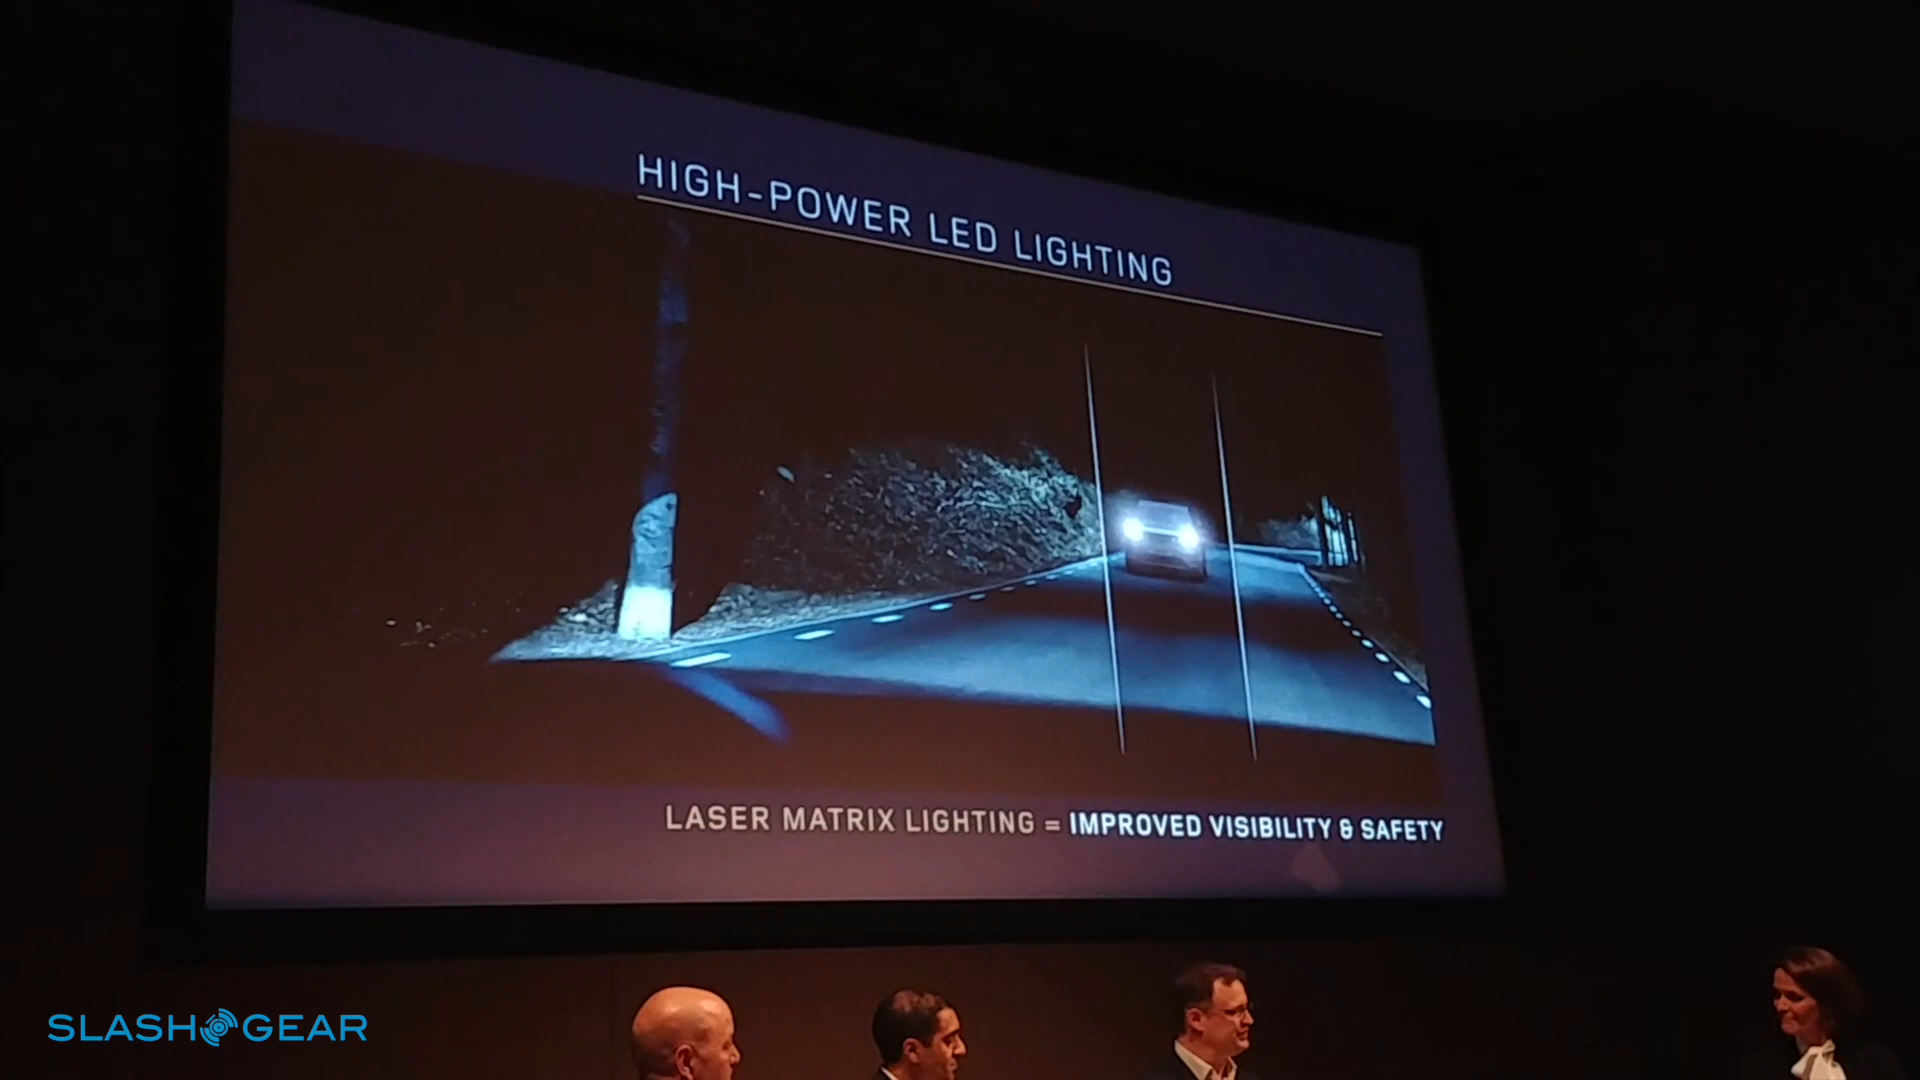 HIGH-POWER LED LIGHTING
LASER MATRIX LIGHTING = IMPROVED VISIBILITY & SAFETY
SLASHGEAR